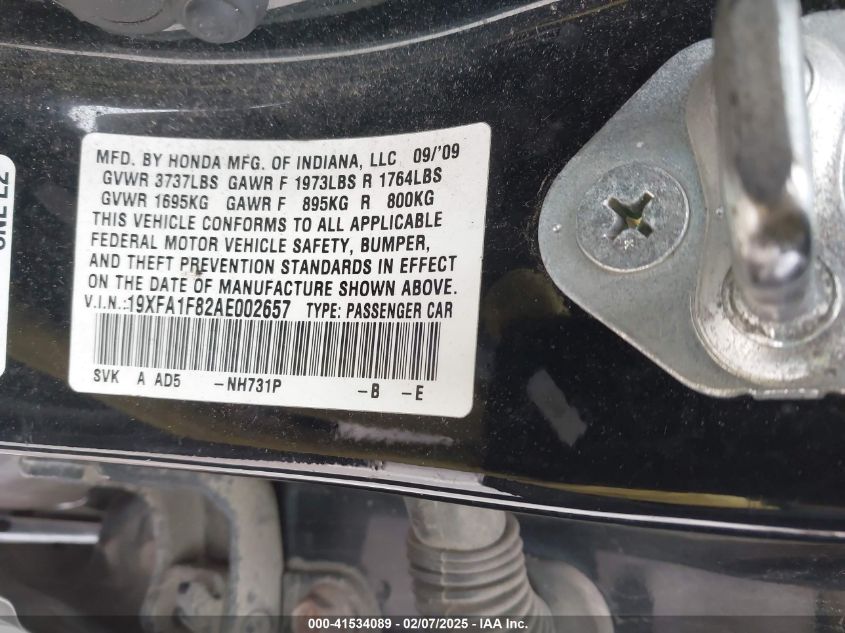 MFD. BY HONDA MFG. OF INDIANA, LLC 09/'09
GVWR 3737LBS GAWR F 1973LBS R 1764LBS
GVWR 1695KG GAWR F 895KG R 800KG
THIS VEHICLE CONFORMS TO ALL APPLICABLE
FEDERAL MOTOR VEHICLE SAFETY, BUMPER,
AND THEFT PREVENTION STANDARDS IN EFFECT
ON THE DATE OF MANUFACTURE SHOWN ABOVE.
V.I.N.:19XFA1F82AE002657 TYPE: PASSENGER CAR
SVK A AD5 -NH731P -B -E
000-41534089 - 02/07/2025 - US - IAAI - © IAA, Inc.